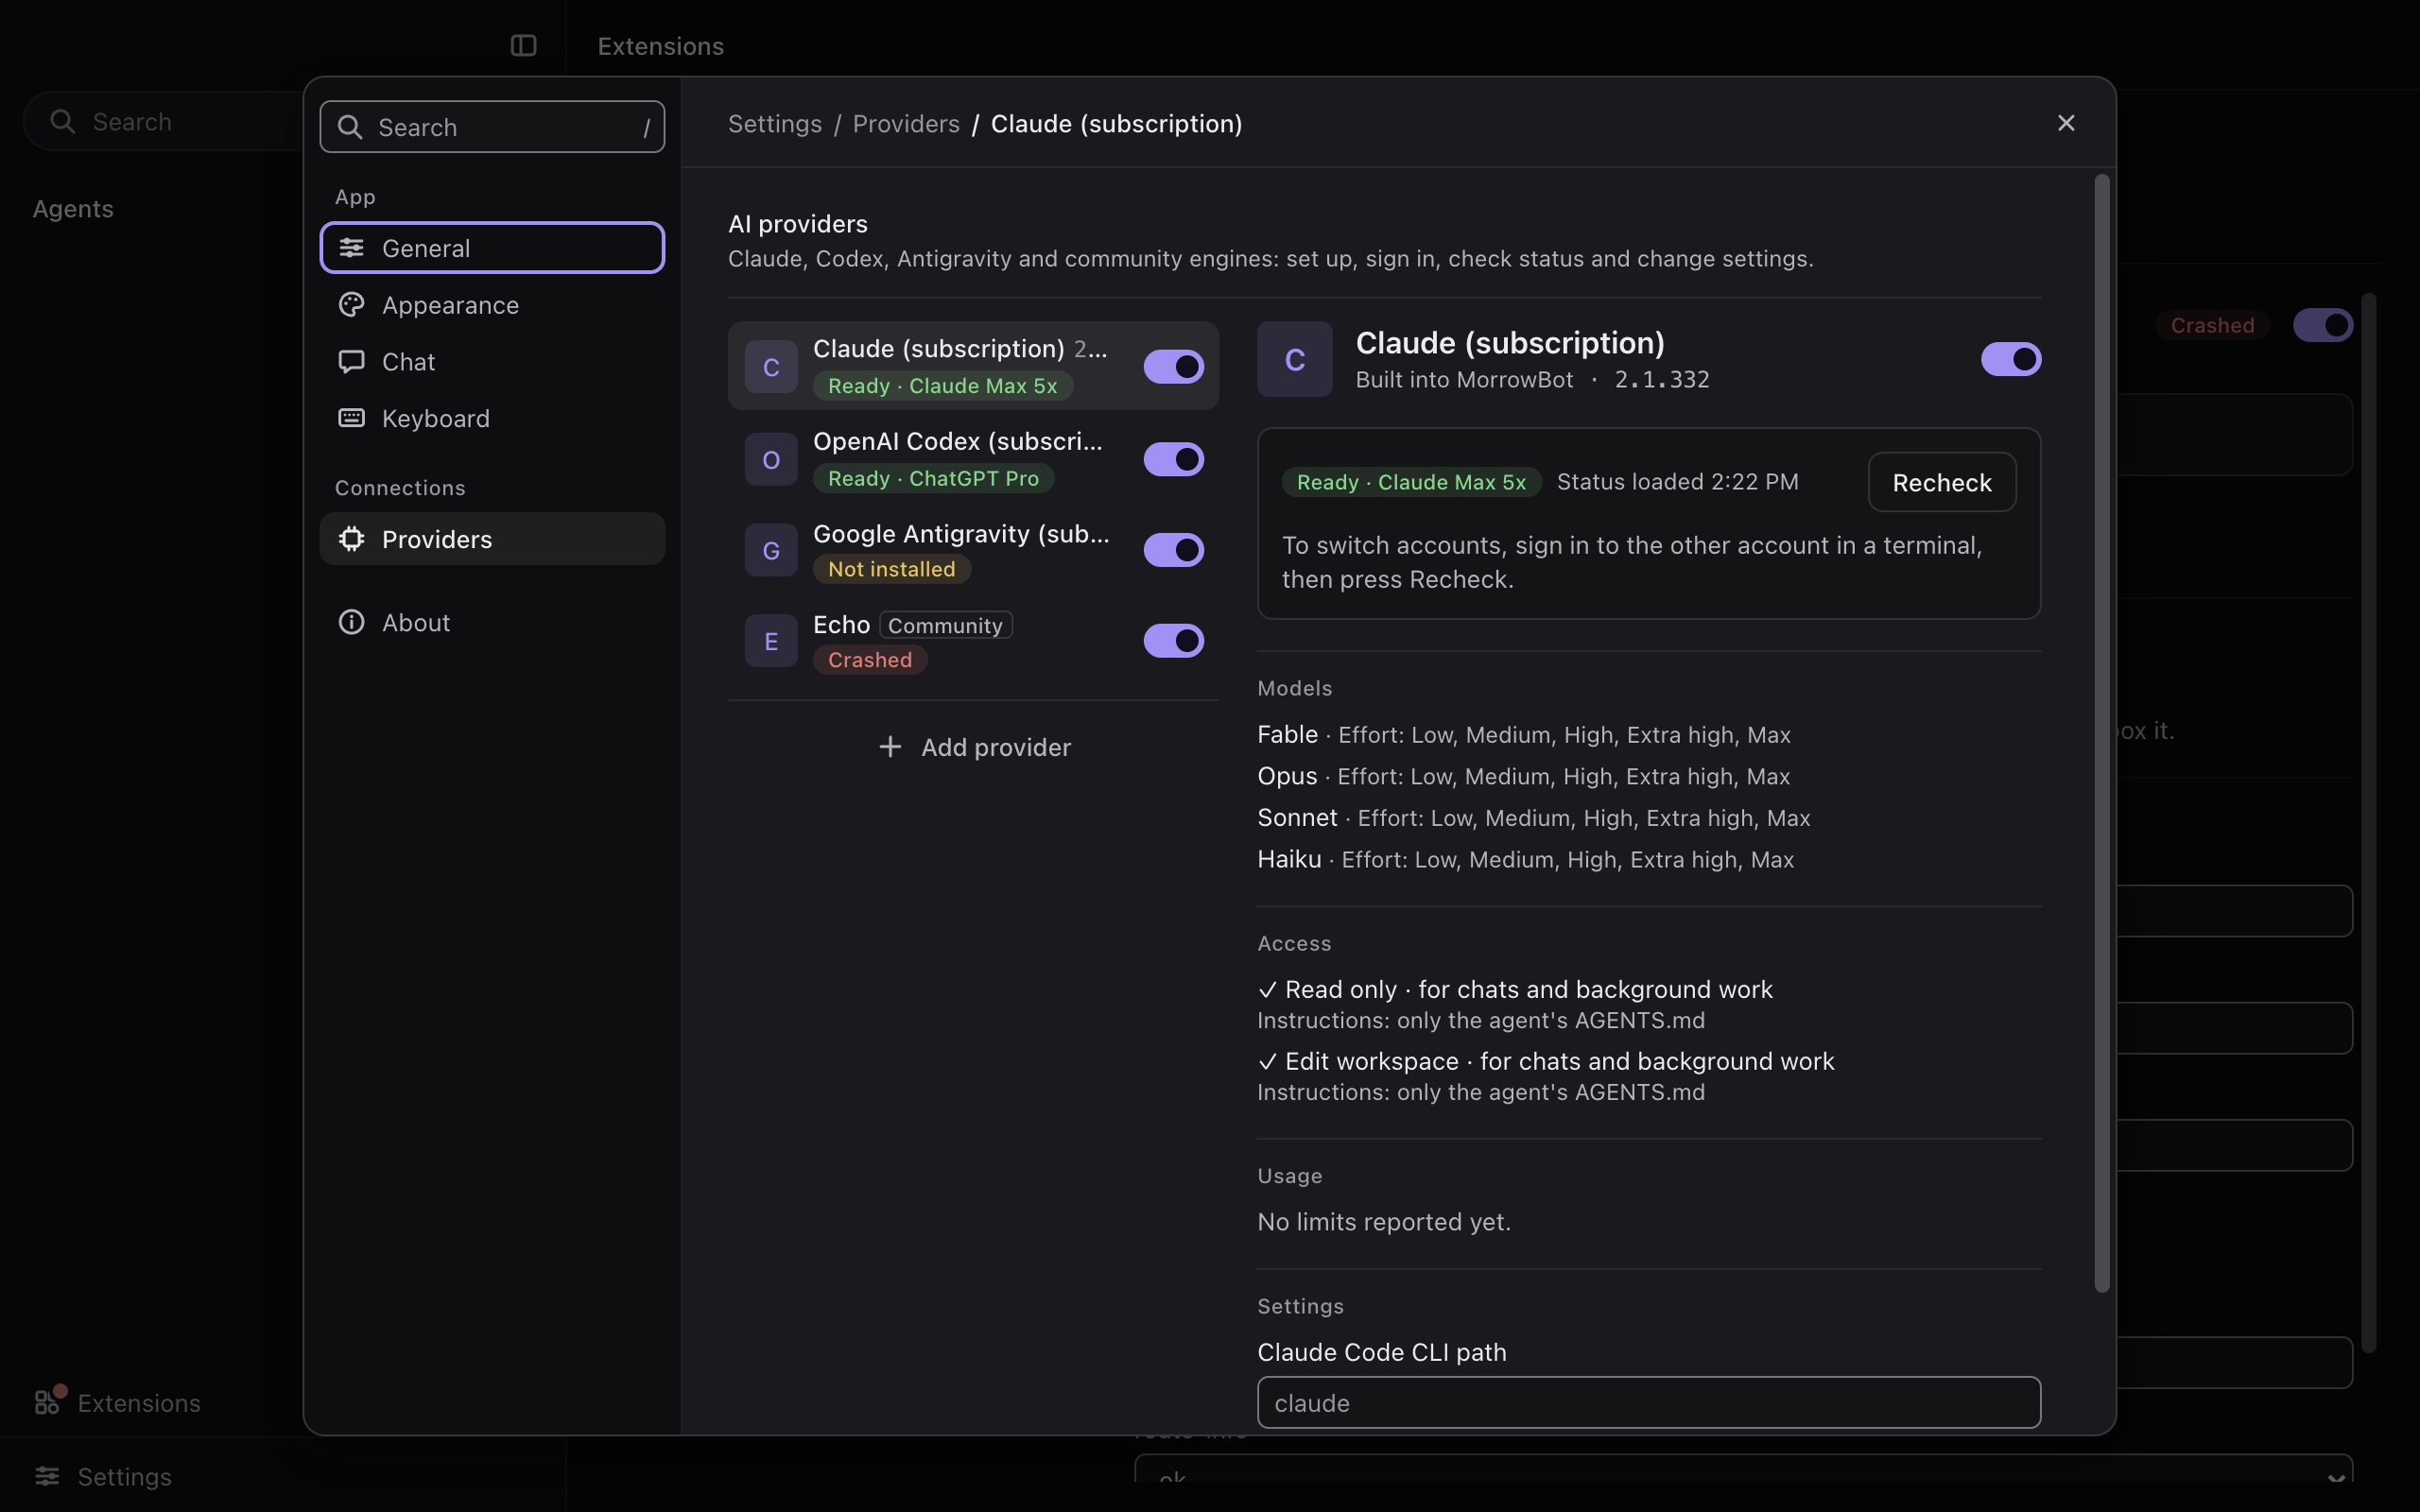 Extensions
Search
Agents
Crashed
box it.
Extensions
Settings
ok
Search /
App
General
Appearance
Chat
Keyboard
Connections
Providers
About
Settings / Providers / Claude (subscription)
AI providers
Claude, Codex, Antigravity and community engines: set up, sign in, check status and change settings.
C
Claude (subscription) 2...
Ready · Claude Max 5x
O
OpenAI Codex (subscri...
Ready · ChatGPT Pro
G
Google Antigravity (sub...
Not installed
E
Echo Community
Crashed
Add provider
C
Claude (subscription)
Built into MorrowBot · 2.1.332
Ready · Claude Max 5x Status loaded 2:22 PM
Recheck
To switch accounts, sign in to the other account in a terminal,
then press Recheck.
Models
Fable · Effort: Low, Medium, High, Extra high, Max
Opus · Effort: Low, Medium, High, Extra high, Max
Sonnet · Effort: Low, Medium, High, Extra high, Max
Haiku · Effort: Low, Medium, High, Extra high, Max
Access
✓ Read only · for chats and background work
Instructions: only the agent's AGENTS.md
✓ Edit workspace · for chats and background work
Instructions: only the agent's AGENTS.md
Usage
No limits reported yet.
Settings
Claude Code CLI path
claude